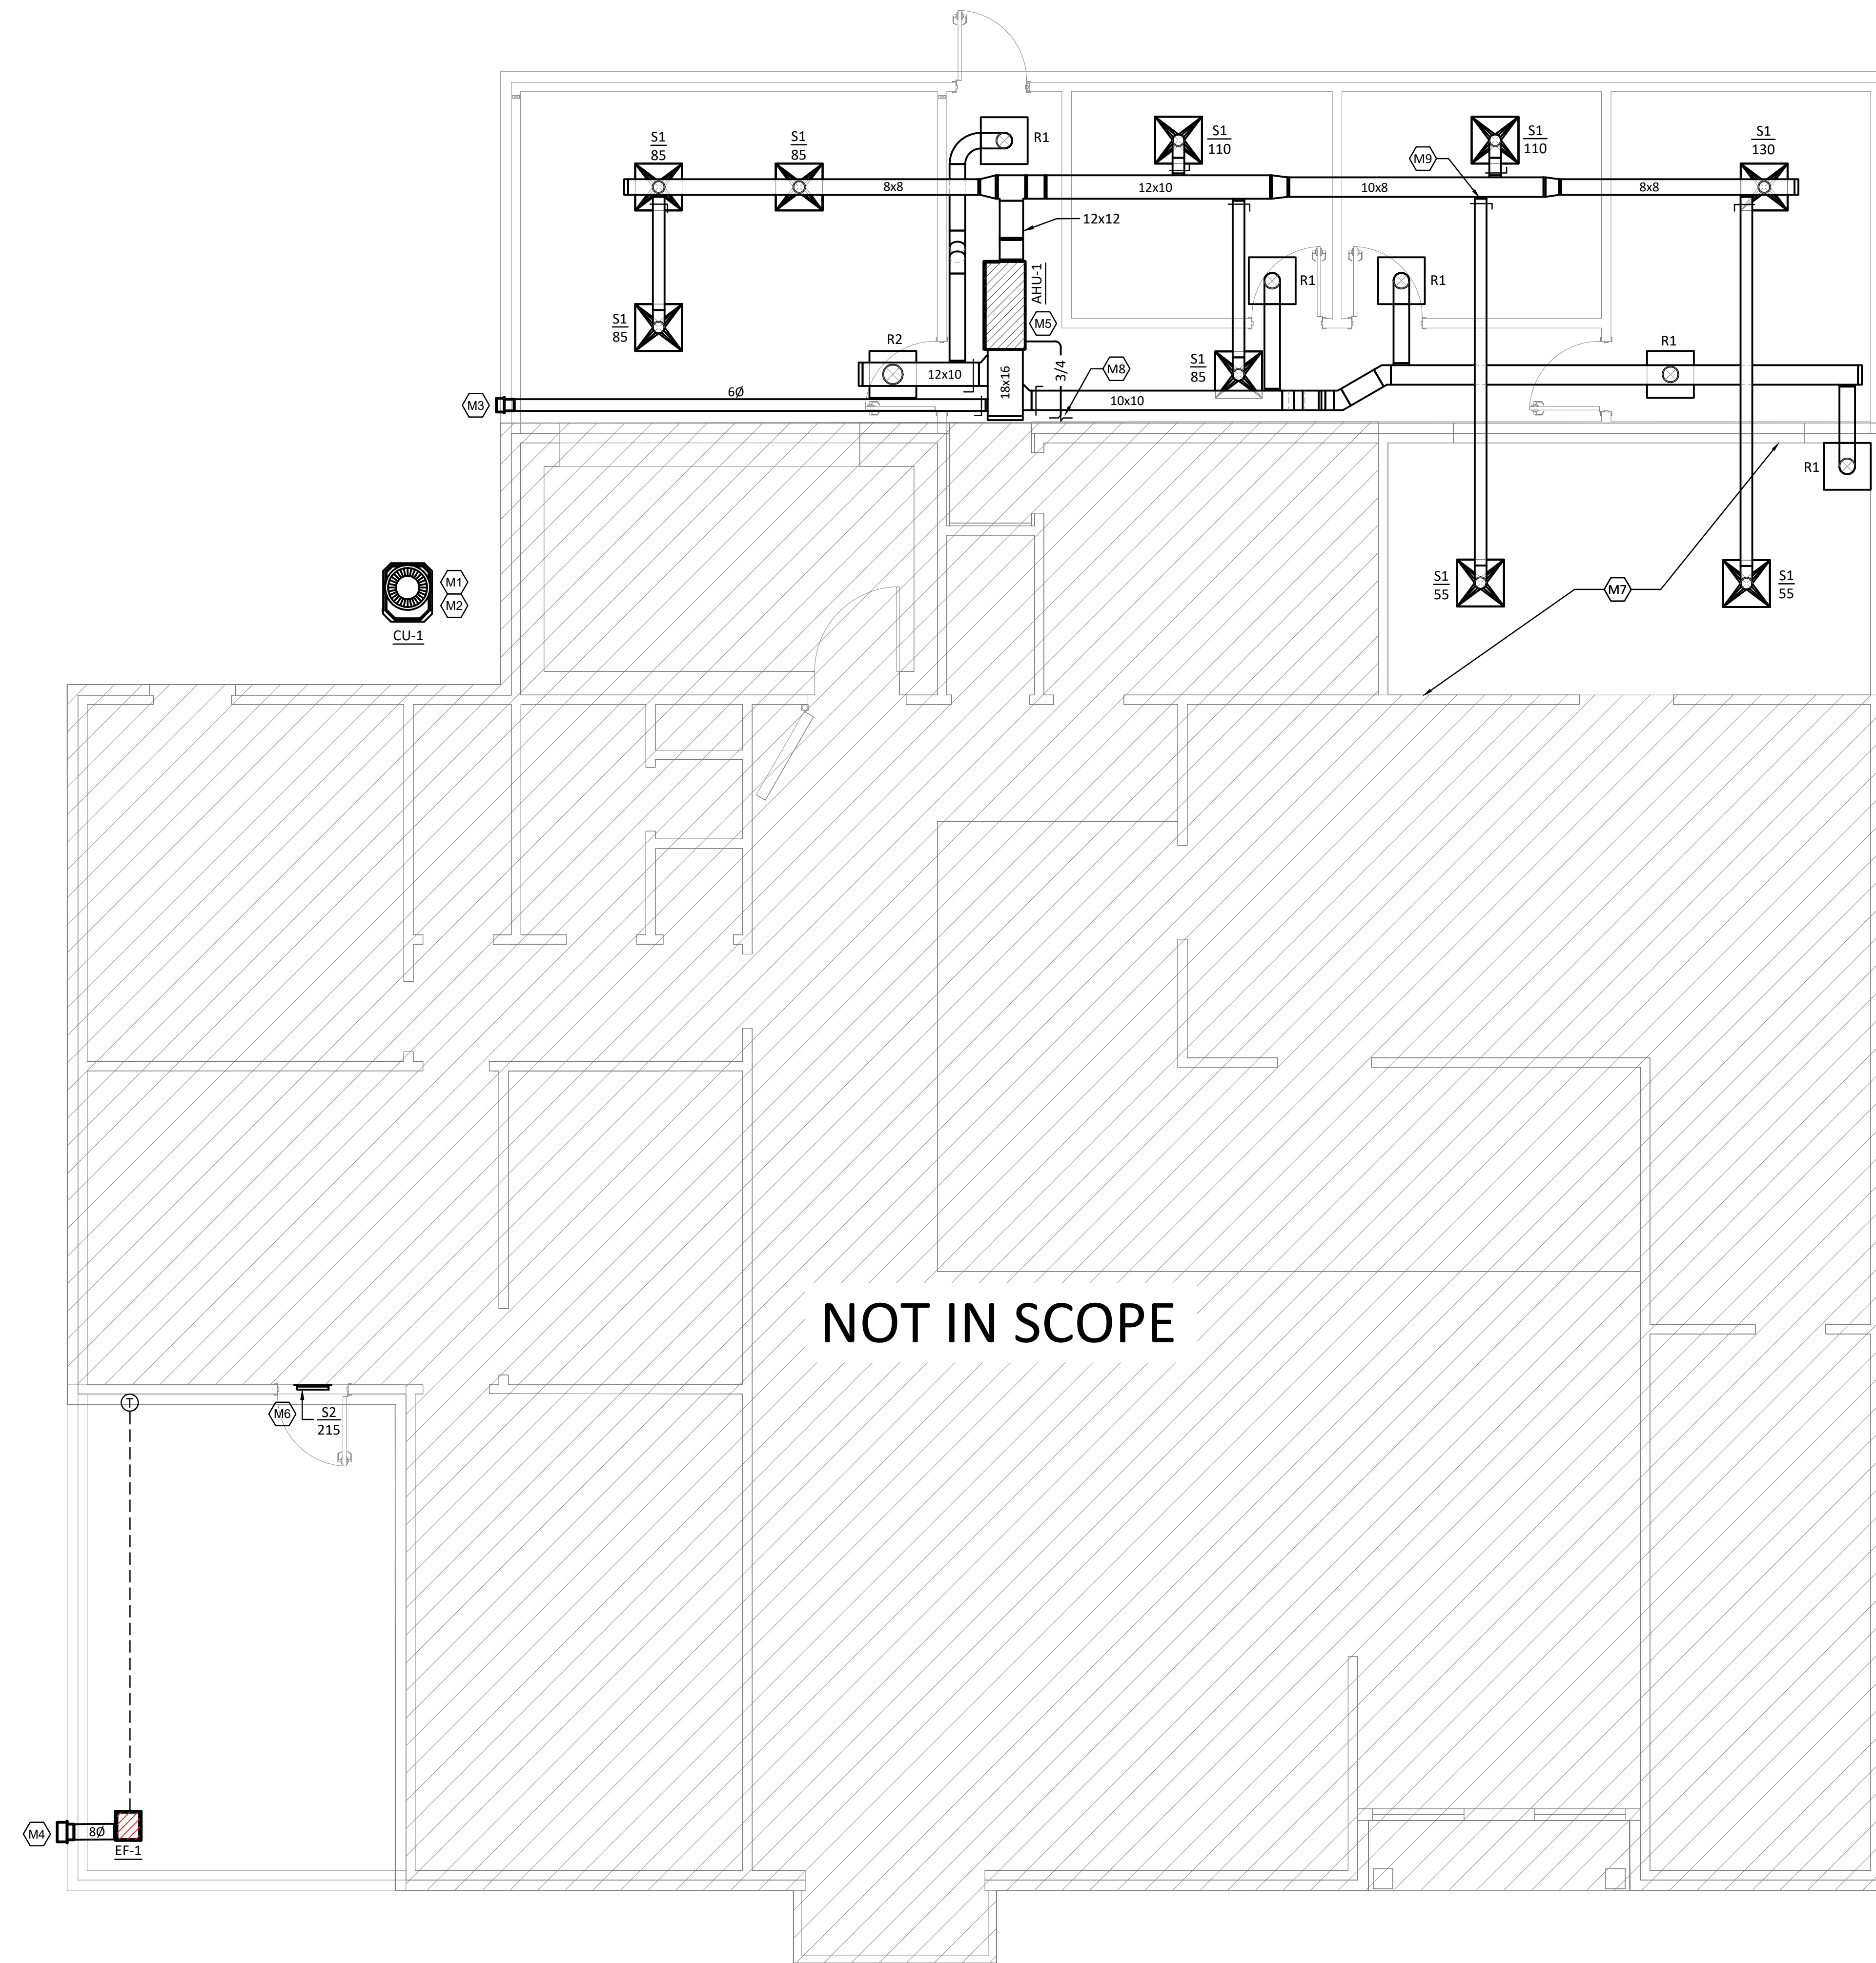 R1
S1
110
S1
110
S1
130
S1
85
S1
85
M9
8x8
12x10
10x8
8x8
12x12
AHU-1
R1
R1
M5
S1
85
R2
R1
12x10
18x16
3/4
M8
S1
85
6Ø
M3
10x10
R1
M1
M2
CU-1
S1
55
M7
S1
55
NOT IN SCOPE
T
M6
S2
215
M4
8Ø
EF-1